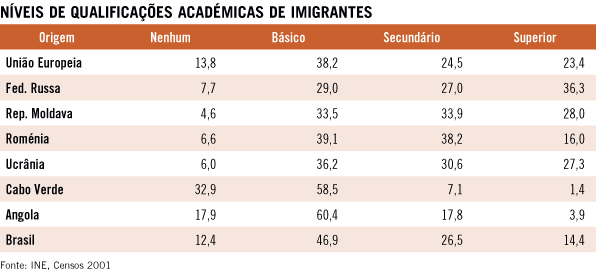 NÍVEIS DE QUALIFICAÇÕES ACADÉMICAS DE IMIGRANTES
Origem Nenhum Básico Secundário Superior
União Europeia 13,8 38,2 24,5 23,4
Fed. Russa 7,7 29,0 27,0 36,3
Rep. Moldava 4,6 33,5 33,9 28,0
Roménia 6,6 39,1 38,2 16,0
Ucrânia 6,0 36,2 30,6 27,3
Cabo Verde 32,9 58,5 7,1 1,4
Angola 17,9 60,4 17,8 3,9
Brasil 12,4 46,9 26,5 14,4
Fonte: INE, Censos 2001